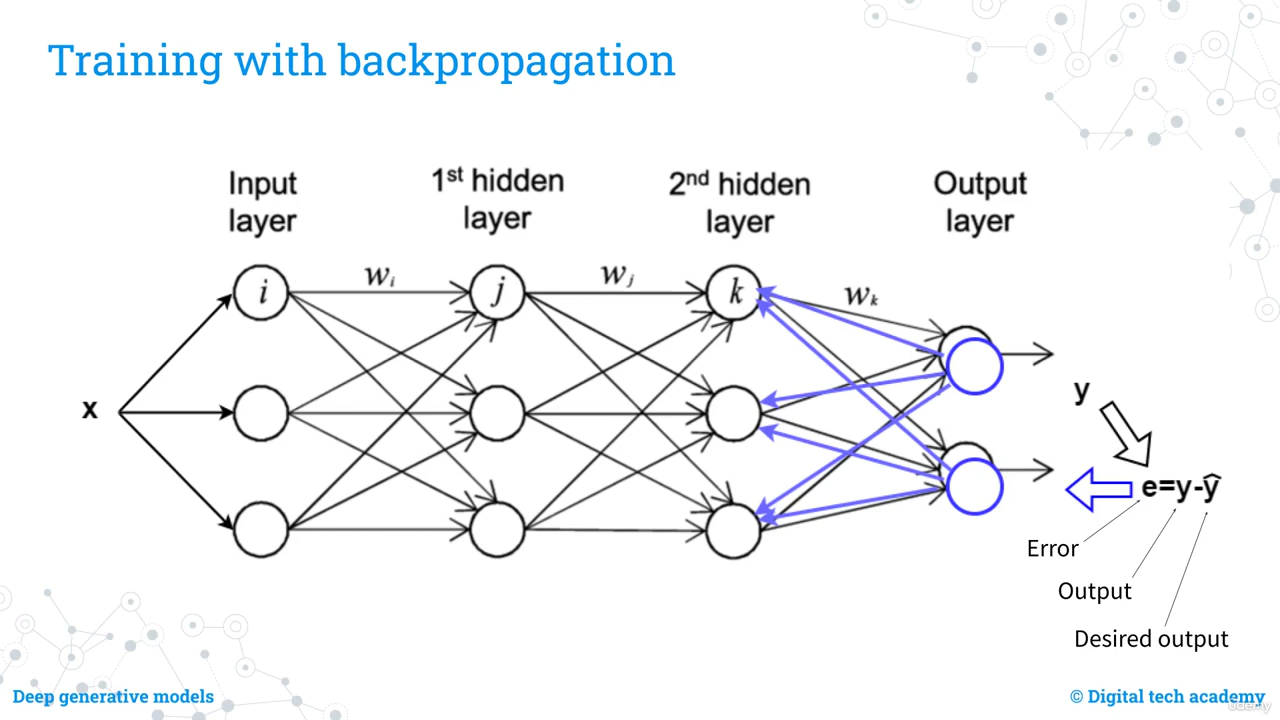 Training with backpropagation
Input
layer
1st hidden
layer
2nd hidden
layer
Output
layer
i
wi
j
wj
k
wk
x
y
e=y-ŷ
Error
Output
Desired output
Deep generative models
© Digital tech academy
udemy